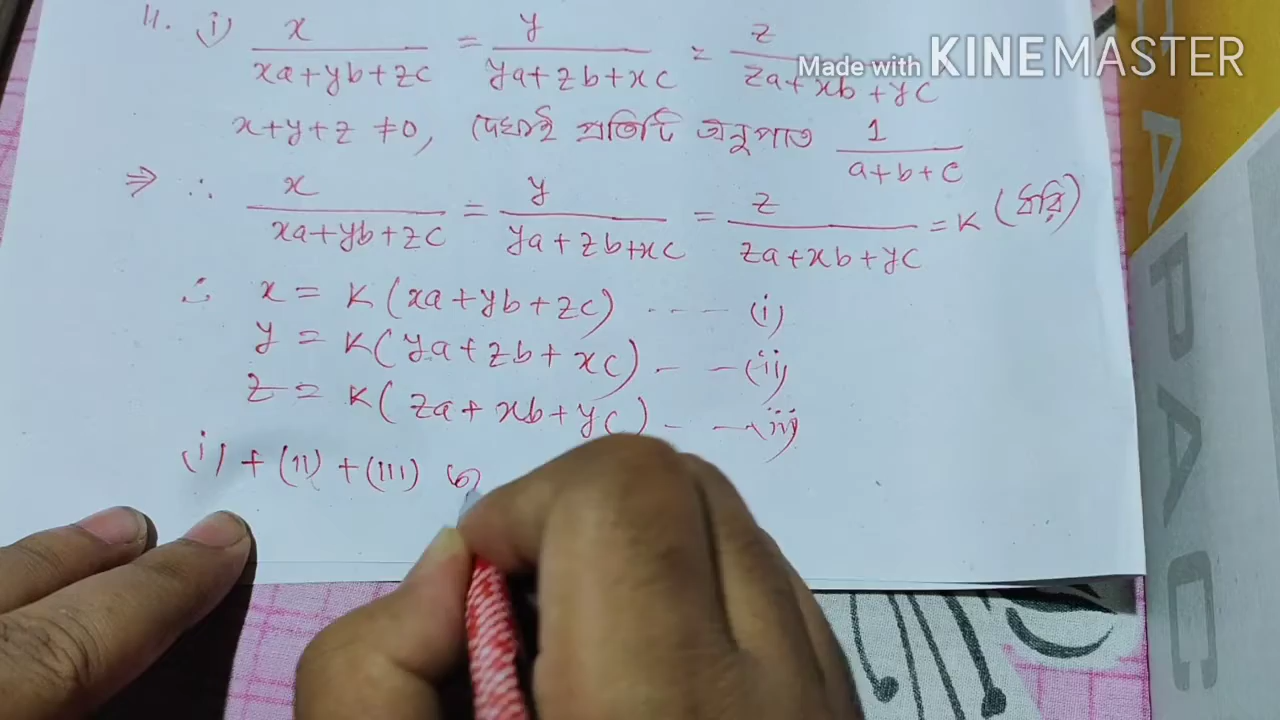 11. (i) x/(xa+yb+zc) = y/(ya+zb+xc) = z/(za+xb+yc)
Made with KINEMASTER
x+y+z ≠0, দেখাই প্রতিটি অনুপাত 1/(a+b+c)
⇒ ∴ x/(xa+yb+zc) = y/(ya+zb+xc) = z/(za+xb+yc) = K (ধরি)
∴ x = K(xa+yb+zc) ---- (i)
y = K(ya+zb+xc) - -(ii)
z = K(za+xb+yc) - - (iii)
(i) + (II) + (III)
PAC